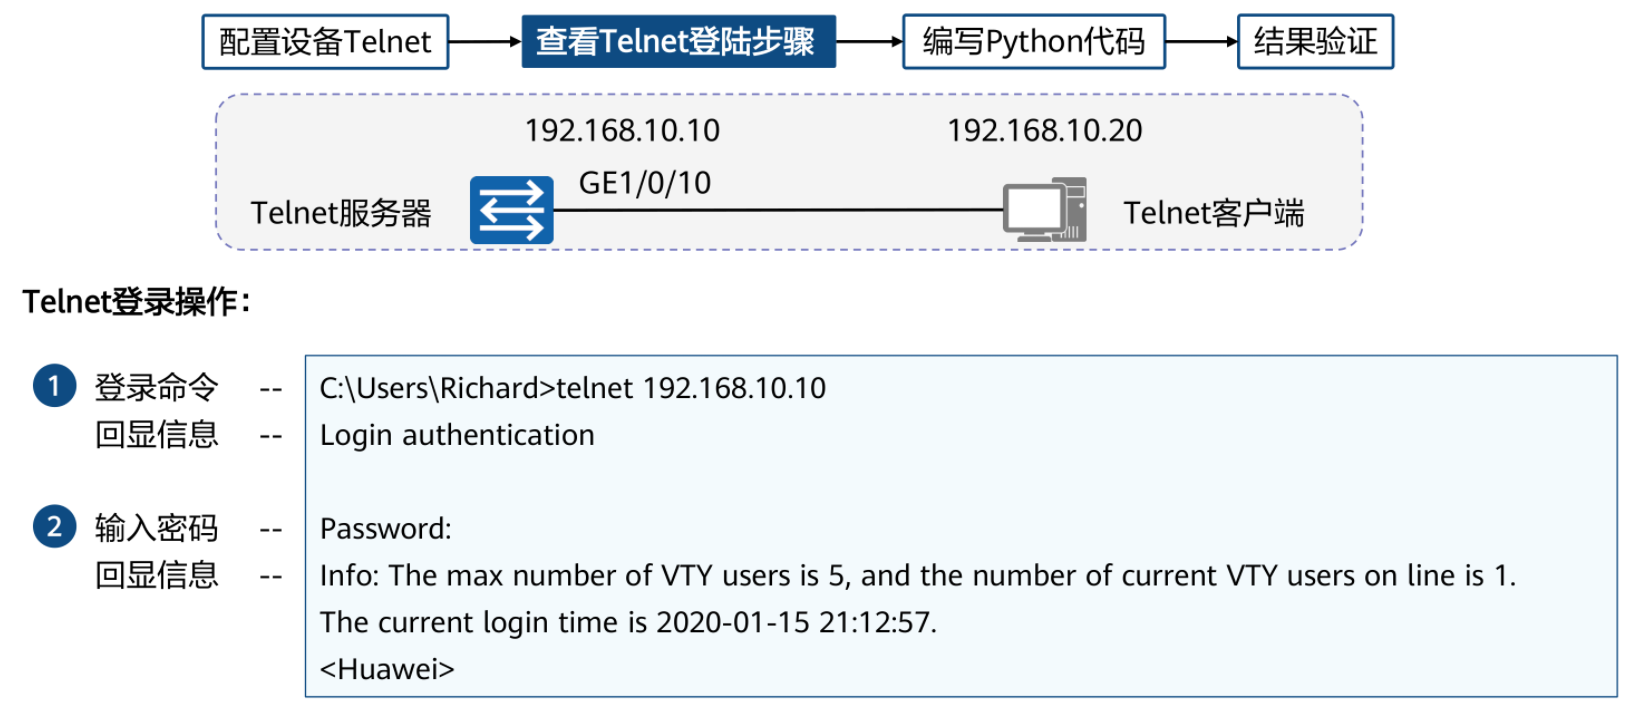 配置设备Telnet 查看Telnet登陆步骤 编写Python代码 结果验证
192.168.10.10 192.168.10.20
GE1/0/10
Telnet服务器 Telnet客户端
Telnet登录操作：
1 登录命令 -- C:\Users\Richard>telnet 192.168.10.10
回显信息 -- Login authentication
2 输入密码 -- Password:
回显信息 -- Info: The max number of VTY users is 5, and the number of current VTY users on line is 1.
The current login time is 2020-01-15 21:12:57.
<Huawei>